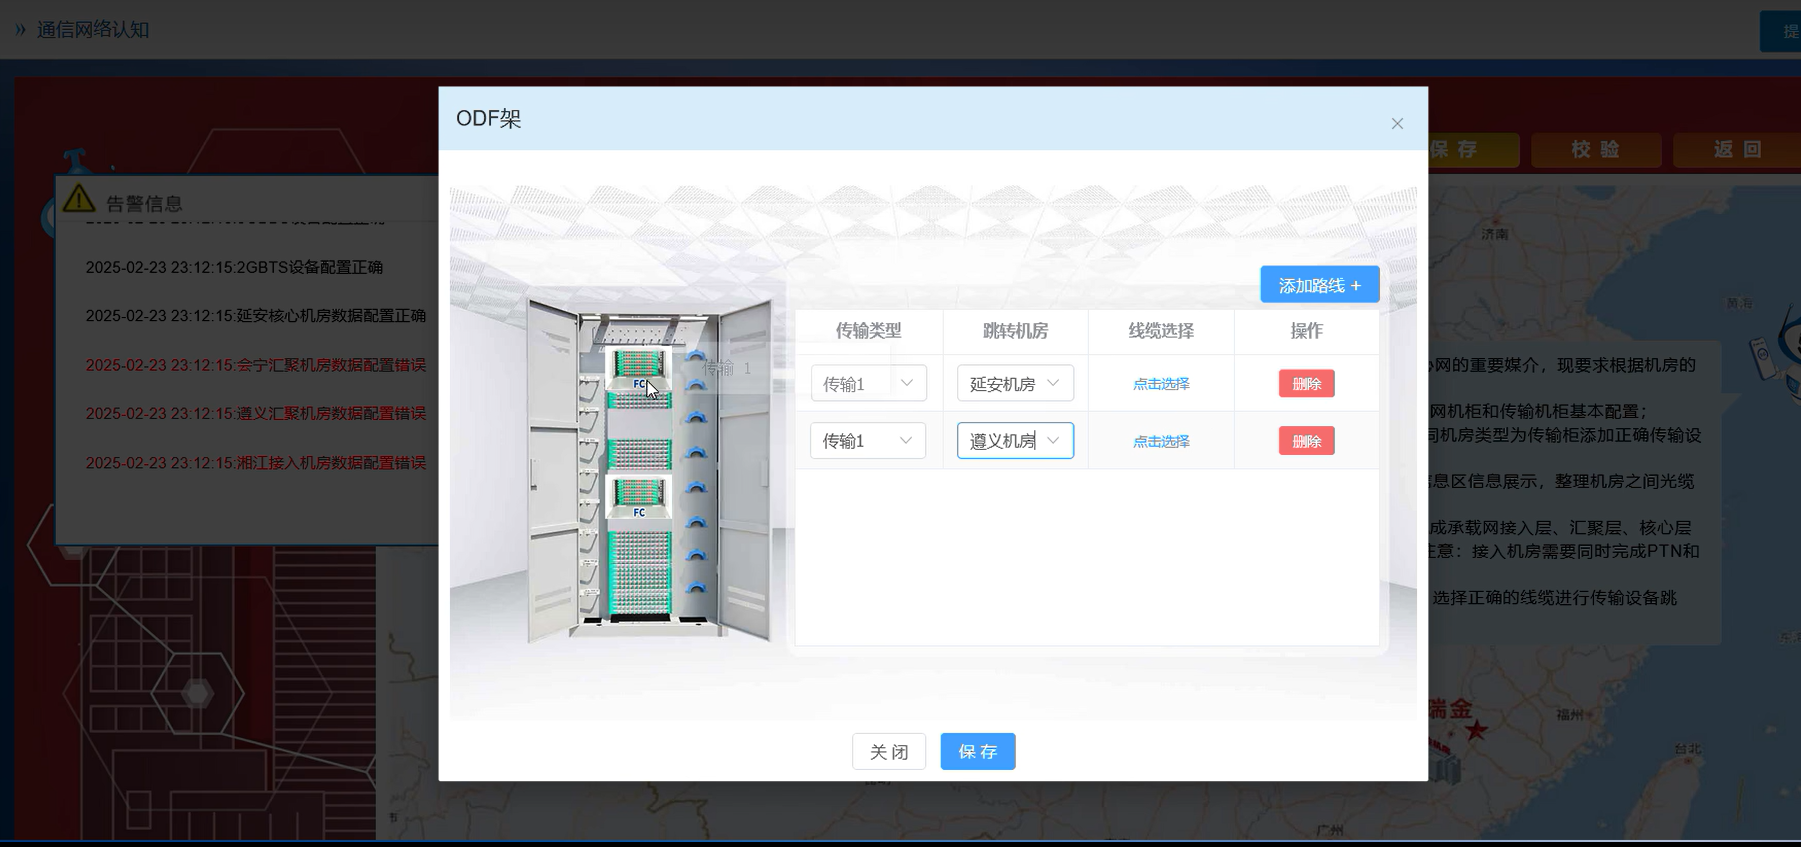 » 通信网络认知
提
ODF架
×
保 存
校 验
返 回
告警信息
2025-02-23 23:12:15:2GBTS设备配置正确
2025-02-23 23:12:15:延安核心机房数据配置正确
2025-02-23 23:12:15:会宁汇聚机房数据配置错误
2025-02-23 23:12:15:遵义汇聚机房数据配置错误
2025-02-23 23:12:15:湘江接入机房数据配置错误
FC
FC
传输 1
添加路线 +
传输类型 跳转机房 线缆选择 操作
传输1 延安机房 点击选择 删除
传输1 遵义机房 点击选择 删除
关 闭
保 存
济南
黄海
网的重要媒介，现要求根据机房的
网机柜和传输机柜基本配置；
机房类型为传输柜添加正确传输设
息区信息展示，整理机房之间光缆
成承载网接入层、汇聚层、核心层
注意：接入机房需要同时完成PTN和
选择正确的线缆进行传输设备跳
瑞金
福州
台北
广州